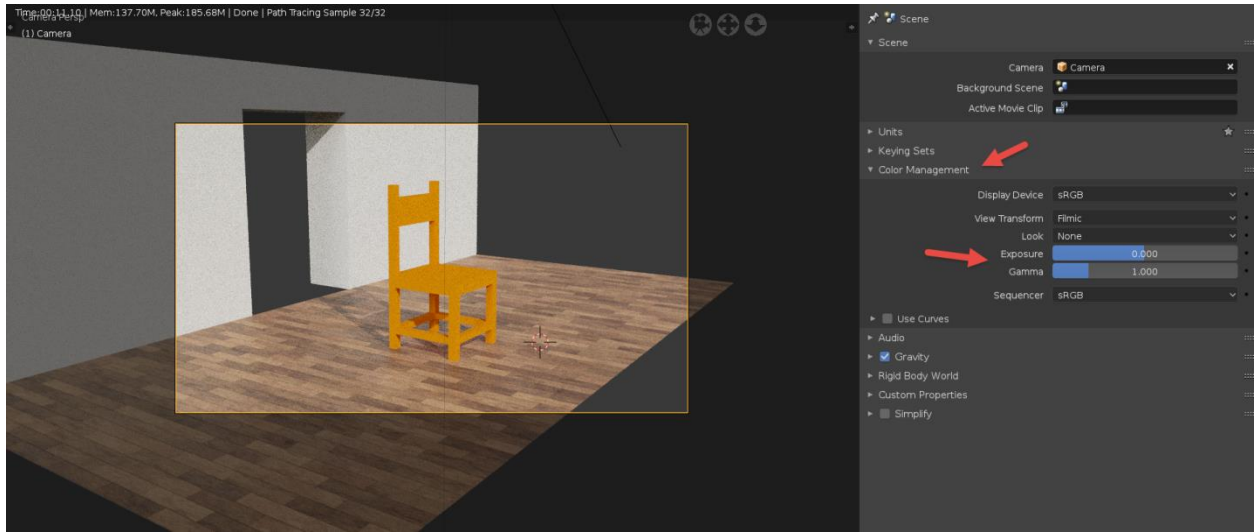 Time:00:11.10 | Mem:137.70M, Peak:185.68M | Done | Path Tracing Sample 32/32
Camera Persp
(1) Camera
Scene
Scene
Camera Camera
Background Scene
Active Movie Clip
Units
Keying Sets
Color Management
Display Device sRGB
View Transform Filmic
Look None
Exposure 0.000
Gamma 1.000
Sequencer sRGB
Use Curves
Audio
Gravity
Rigid Body World
Custom Properties
Simplify